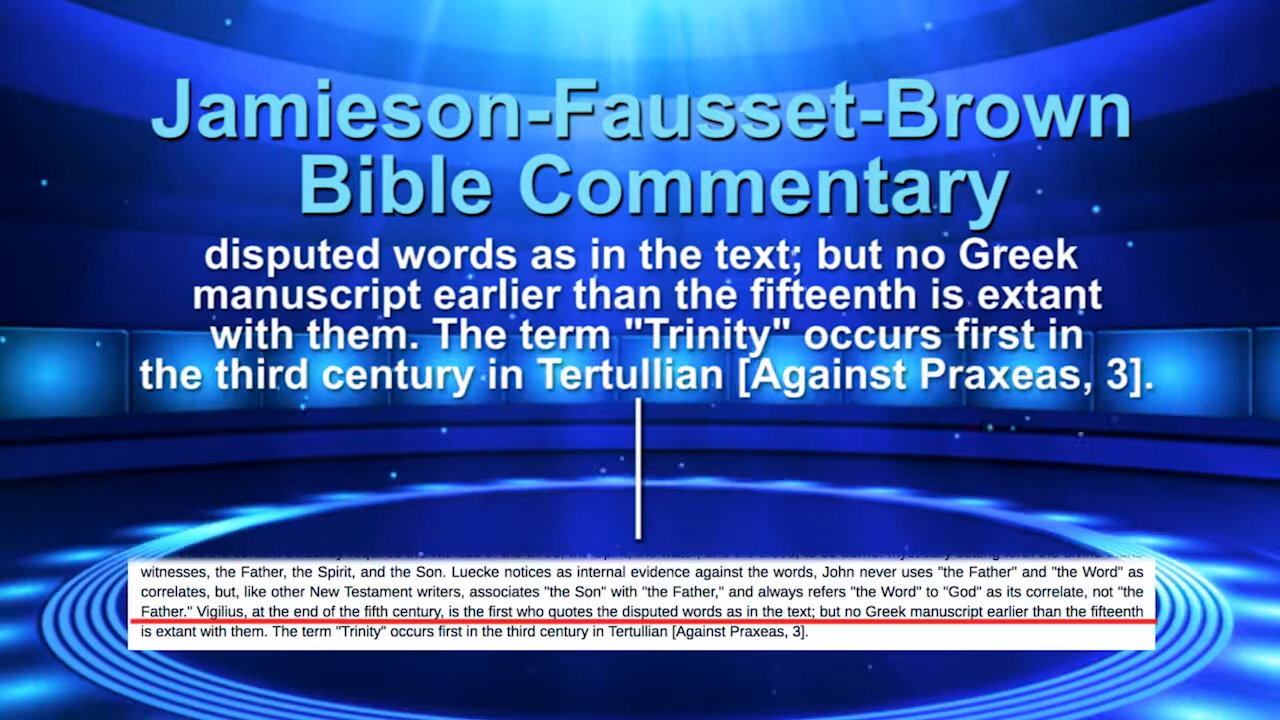 Jamieson-Fausset-Brown
Bible Commentary
disputed words as in the text; but no Greek
manuscript earlier than the fifteenth is extant
with them. The term "Trinity" occurs first in
the third century in Tertullian [Against Praxeas, 3].
witnesses, the Father, the Spirit, and the Son. Luecke notices as internal evidence against the words, John never uses "the Father" and "the Word" as
correlates, but, like other New Testament writers, associates "the Son" with "the Father," and always refers "the Word" to "God" as its correlate, not "the
Father." Vigilius, at the end of the fifth century, is the first who quotes the disputed words as in the text; but no Greek manuscript earlier than the fifteenth
is extant with them. The term "Trinity" occurs first in the third century in Tertullian [Against Praxeas, 3].